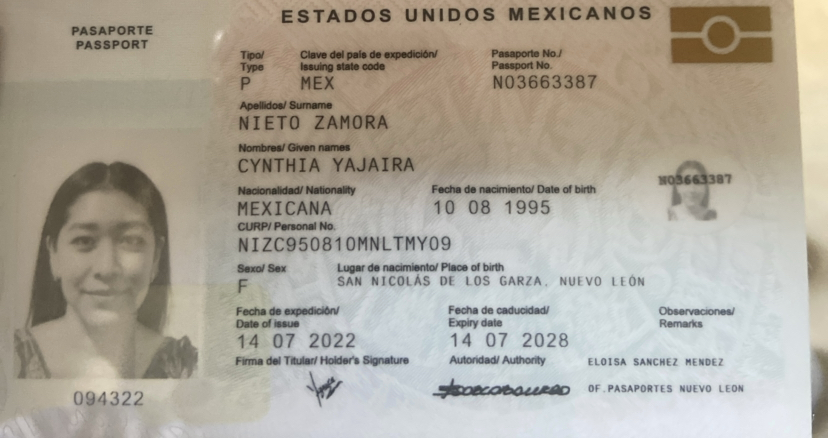 ESTADOS UNIDOS MEXICANOS
PASAPORTE
PASSPORT
Tipo/ Clave del país de expedición/ Pasaporte No./
Type Issuing state code Passport No.
P MEX N03663387
Apellidos/ Surname
NIETO ZAMORA
Nombres/ Given names
CYNTHIA YAJAIRA
Nacionalidad/ Nationality Fecha de nacimiento/ Date of birth
MEXICANA 10 08 1995
N03663387
CURP/ Personal No.
NIZC950810MNLTMY09
Sexo/ Sex Lugar de nacimiento/ Place of birth
F SAN NICOLÁS DE LOS GARZA, NUEVO LEÓN
Fecha de expedición/ Fecha de caducidad/ Observaciones/
Date of issue Expiry date Remarks
14 07 2022 14 07 2028
Firma del Titular/ Holder's Signature Autoridad/ Authority ELOISA SANCHEZ MENDEZ
OF.PASAPORTES NUEVO LEON
094322